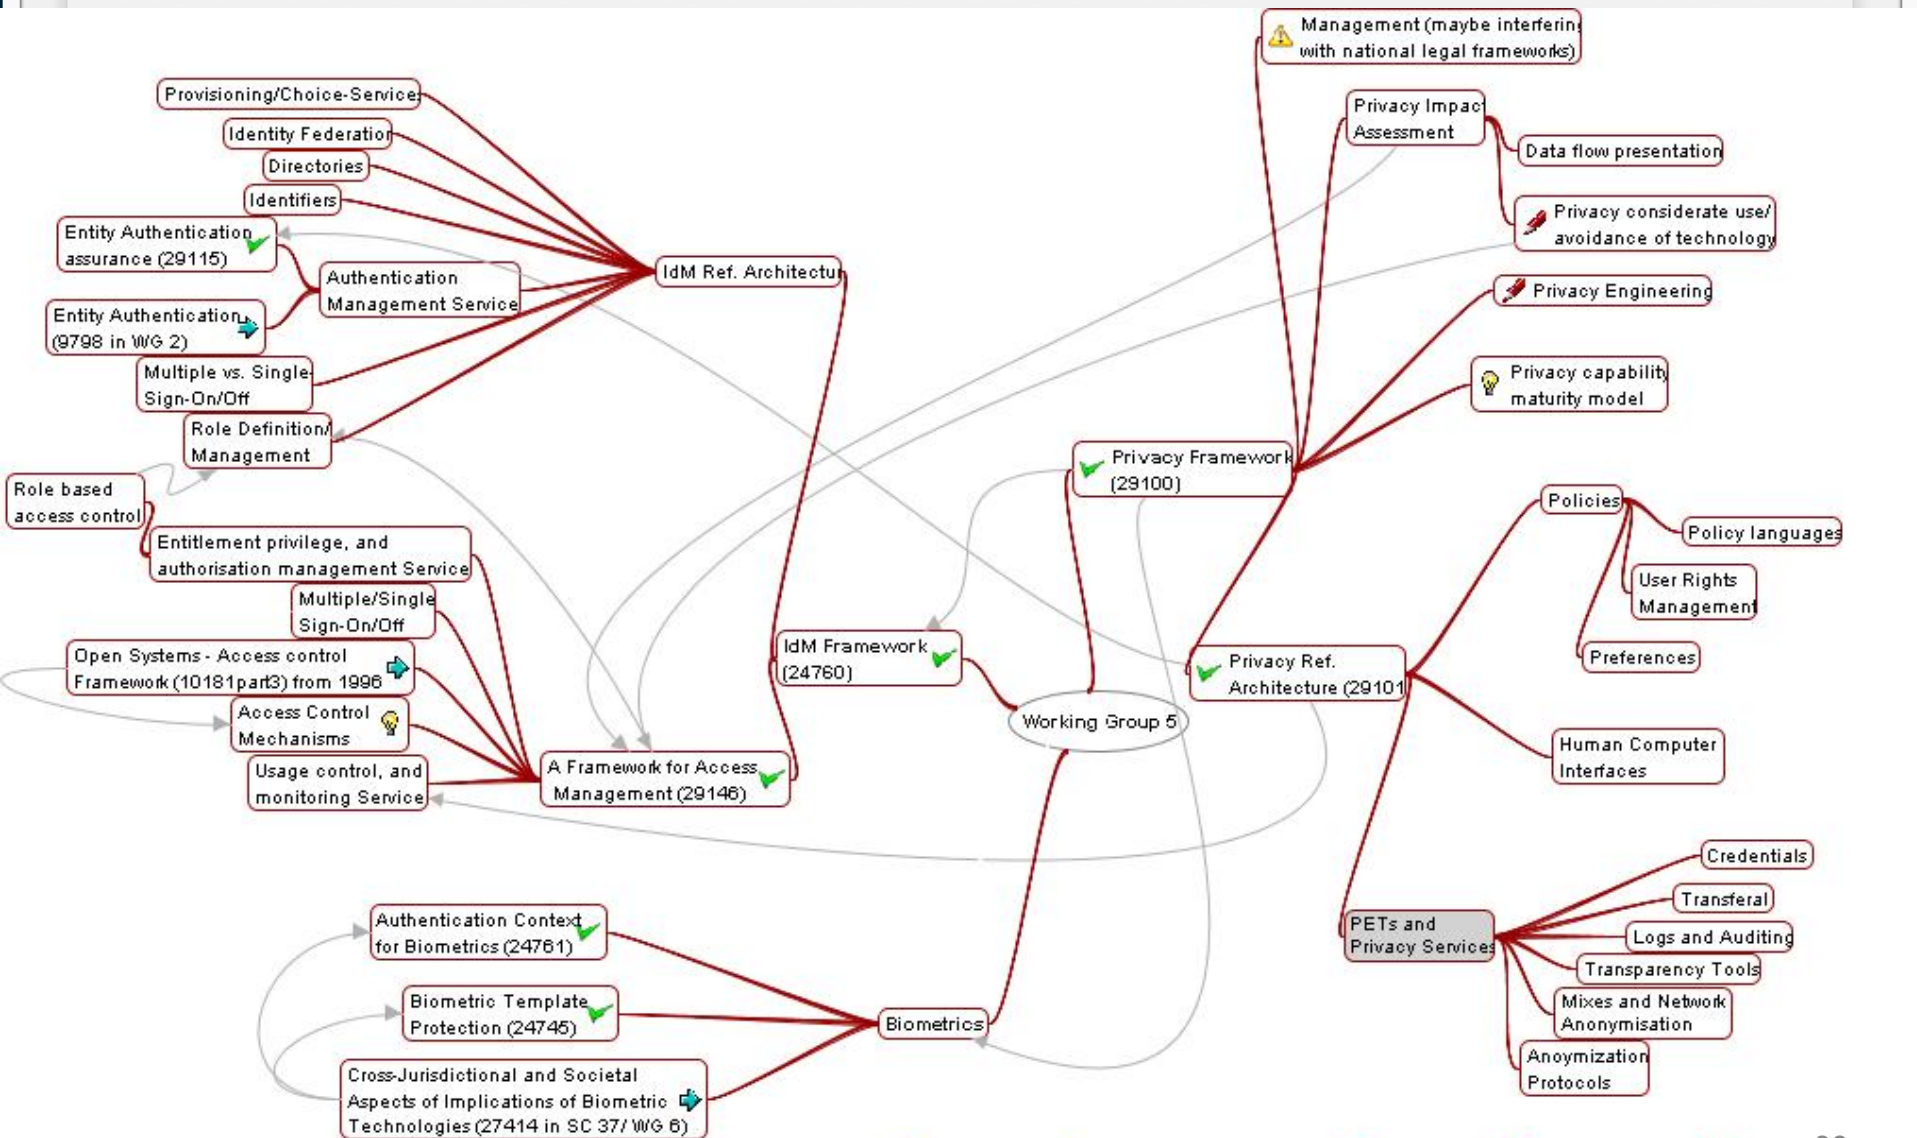 Management (maybe interferin
with national legal frameworks)
Provisioning/Choice-Service
Identity Federation
Directories
Identifiers
Entity Authentication
assurance (29115)
Authentication
Management Service
Entity Authentication
(9798 in WG 2)
Multiple vs. Single
Sign-On/Off
Role Definition/
Management
IdM Ref. Architectur
Role based
access control
Entitlement privilege, and
authorisation management Service
Multiple/Single
Sign-On/Off
Open Systems - Access control
Framework (10181part3) from 1996
Access Control
Mechanisms
Usage control, and
monitoring Service
A Framework for Access
Management (29146)
IdM Framework
(24760)
Working Group 5
Privacy Framework
(29100)
Privacy Impact
Assessment
Data flow presentation
Privacy considerate use/
avoidance of technology
Privacy Engineering
Privacy capability
maturity model
Privacy Ref.
Architecture (29101
Policies
Policy languages
User Rights
Management
Preferences
Human Computer
Interfaces
PETs and
Privacy Services
Credentials
Transferal
Logs and Auditing
Transparency Tools
Mixes and Network
Anonymisation
Anoymization
Protocols
Authentication Context
for Biometrics (24761)
Biometric Template
Protection (24745)
Cross-Jurisdictional and Societal
Aspects of Implications of Biometric
Technologies (27414 in SC 37/ WG 6)
Biometrics